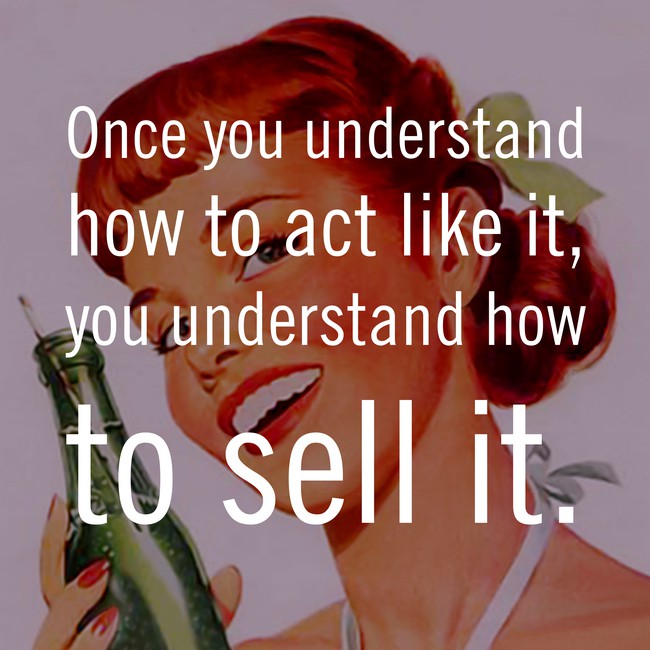 Once you understand
how to act like it,
you understand how
to sell it.